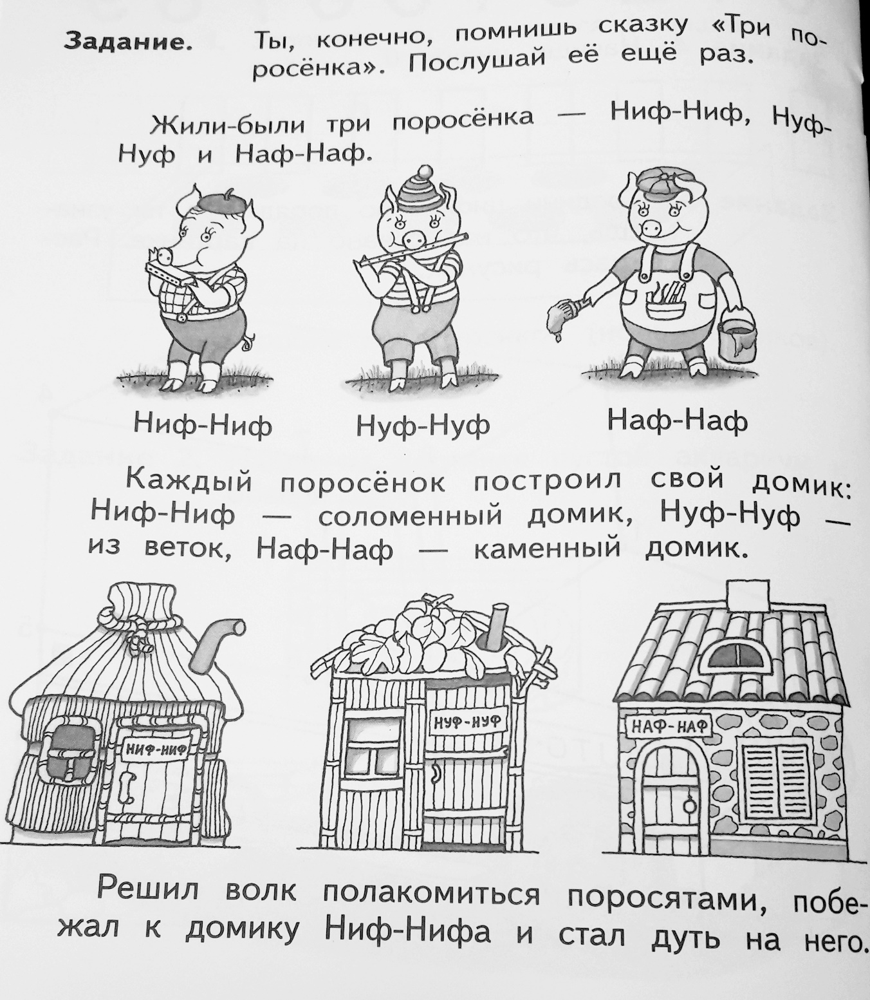 Задание. Ты, конечно, помнишь сказку «Три по-
росёнка». Послушай её ещё раз.
Жили-были три поросёнка — Ниф-Ниф, Нуф-
Нуф и Наф-Наф.
Ниф-Ниф Нуф-Нуф Наф-Наф
Каждый поросёнок построил свой домик:
Ниф-Ниф — соломенный домик, Нуф-Нуф —
из веток, Наф-Наф — каменный домик.
НИФ-НИФ НУФ-НУФ НАФ-НАФ
Решил волк полакомиться поросятами, побе-
жал к домику Ниф-Нифа и стал дуть на него.